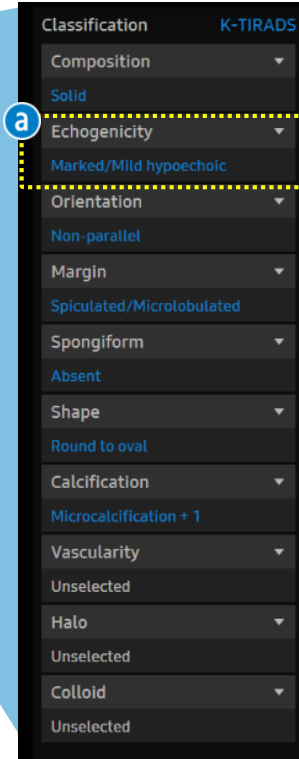 Classification K-TIRADS
Composition
Solid
a
Echogenicity
Marked/Mild hypoechoic
Orientation
Non-parallel
Margin
Spiculated/Microlobulated
Spongiform
Absent
Shape
Round to oval
Calcification
Microcalcification + 1
Vascularity
Unselected
Halo
Unselected
Colloid
Unselected